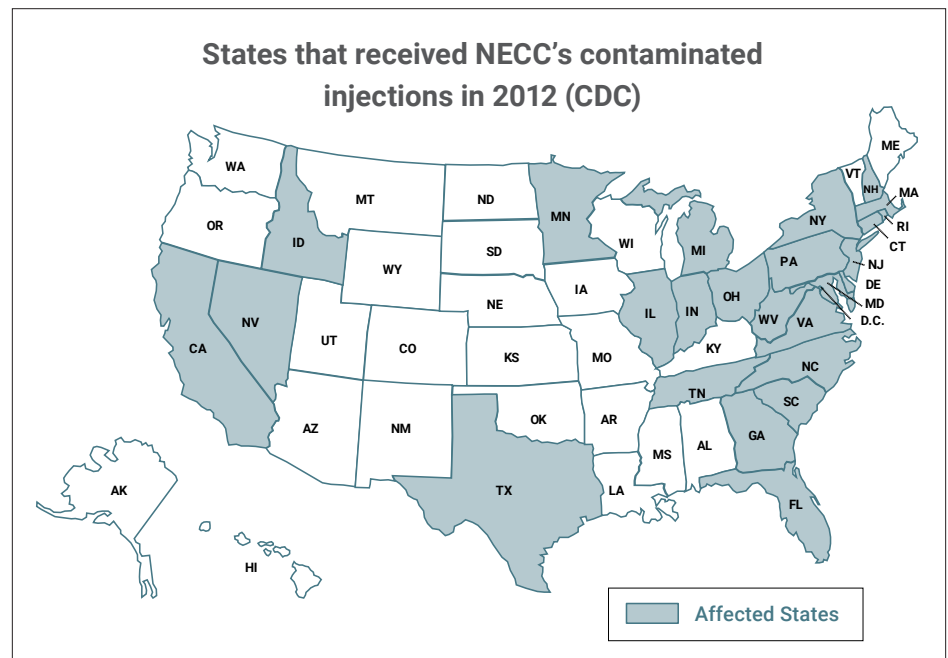 States that received NECC's contaminated
injections in 2012 (CDC)
WA
MT
ND
MN
ME
VT
NH
MA
OR
ID
SD
WI
MI
NY
RI
CT
WY
IA
PA
NJ
NE
IL
IN
OH
DE
MD
D.C.
NV
UT
CO
KS
MO
KY
WV
VA
CA
NC
TN
AZ
NM
OK
AR
SC
MS
AL
GA
AK
TX
LA
FL
HI
Affected States